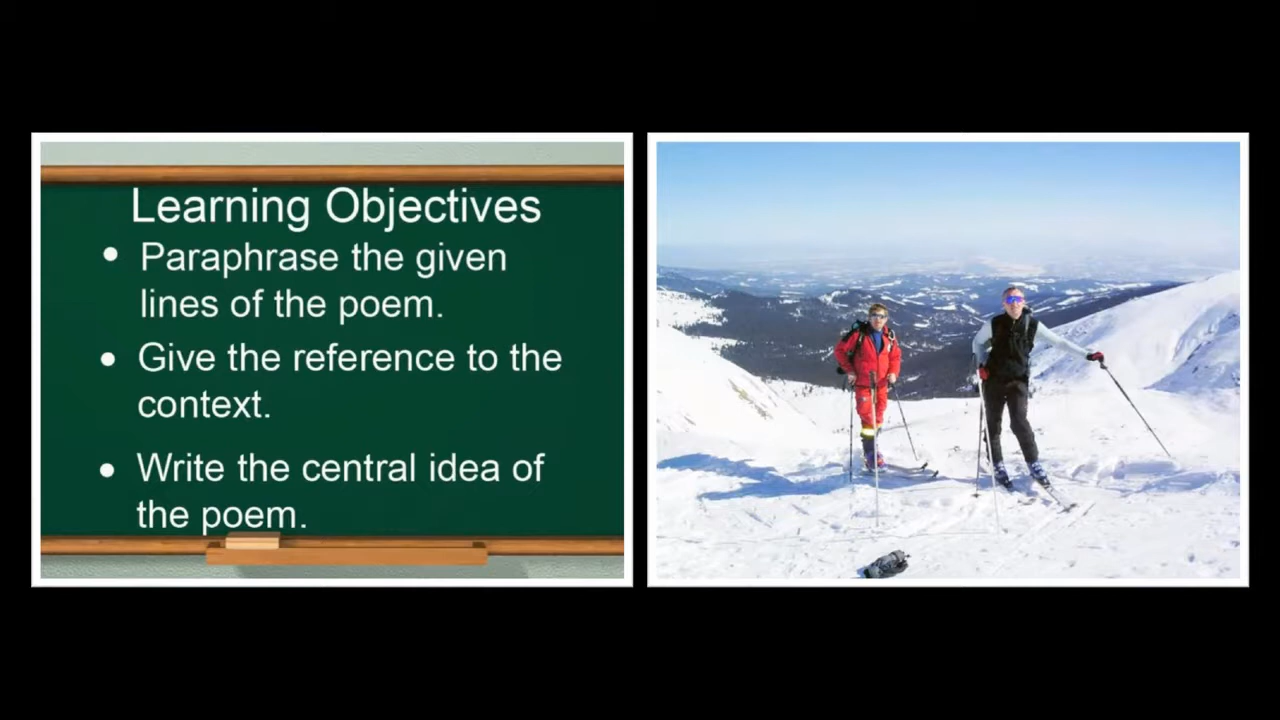 Learning Objectives
• Paraphrase the given
lines of the poem.
• Give the reference to the
context.
• Write the central idea of
the poem.